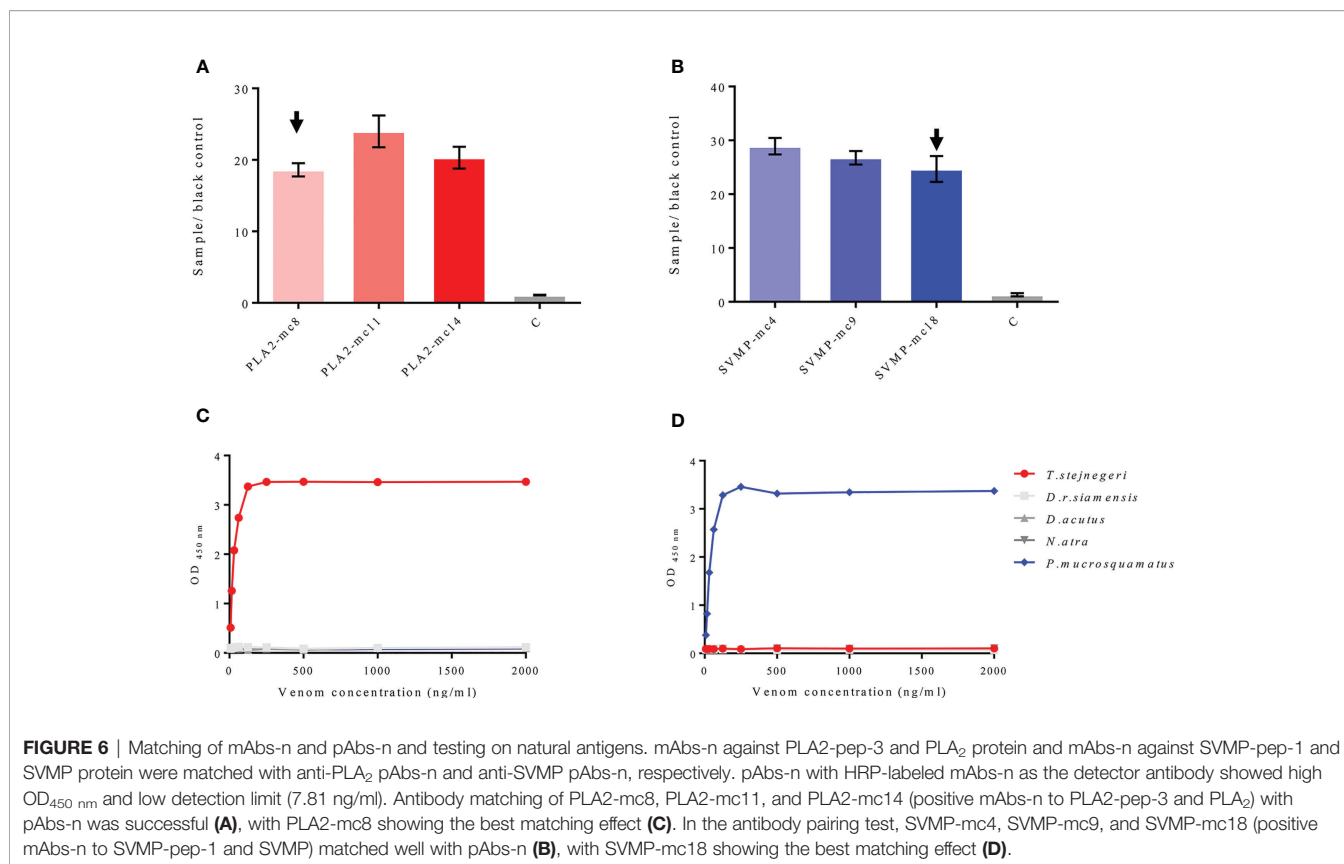 A
30
20
10
0
Sample/ black control
PLA2-mc8
PLA2-mc11
PLA2-mc14
C
B
40
30
20
10
0
Sample/ black control
SVMP-mc4
SVMP-mc9
SVMP-mc18
C
C
4
3
2
1
0
OD 450 nm
0 500 1000 1500 2000
Venom concentration (ng/ml)
D
4
3
2
1
0
OD 450 nm
0 500 1000 1500 2000
Venom concentration (ng/ml)
T.stejnegeri
D.r.siamensis
D.acutus
N.atra
P.mucrosquamatus
FIGURE 6 | Matching of mAbs-n and pAbs-n and testing on natural antigens. mAbs-n against PLA2-pep-3 and PLA2 protein and mAbs-n against SVMP-pep-1 and
SVMP protein were matched with anti-PLA2 pAbs-n and anti-SVMP pAbs-n, respectively. pAbs-n with HRP-labeled mAbs-n as the detector antibody showed high
OD450 nm and low detection limit (7.81 ng/ml). Antibody matching of PLA2-mc8, PLA2-mc11, and PLA2-mc14 (positive mAbs-n to PLA2-pep-3 and PLA2) with
pAbs-n was successful (A), with PLA2-mc8 showing the best matching effect (C). In the antibody pairing test, SVMP-mc4, SVMP-mc9, and SVMP-mc18 (positive
mAbs-n to SVMP-pep-1 and SVMP) matched well with pAbs-n (B), with SVMP-mc18 showing the best matching effect (D).